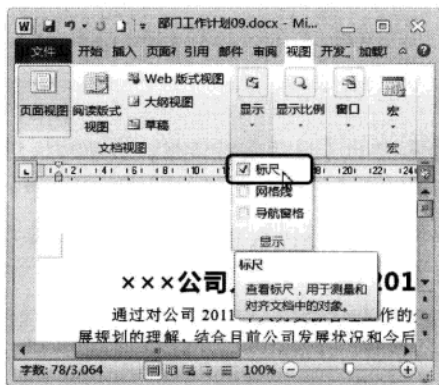 部门工作计划09.docx - Mi...
文件 开始 插入 页面 引用 邮件 审阅 视图 开发 加载
页面视图 阅读版式视图 Web 版式视图 大纲视图 草稿 显示 显示比例 窗口 宏
文档视图 宏
标尺
网格线
导航窗格
显示
标尺
查看标尺，用于测量和
对齐文档中的对象。
×××公司 201
通过对公司 2011 作的
展规划的理解，结合目前公司发展状况和今后
字数: 78/3,064 100%